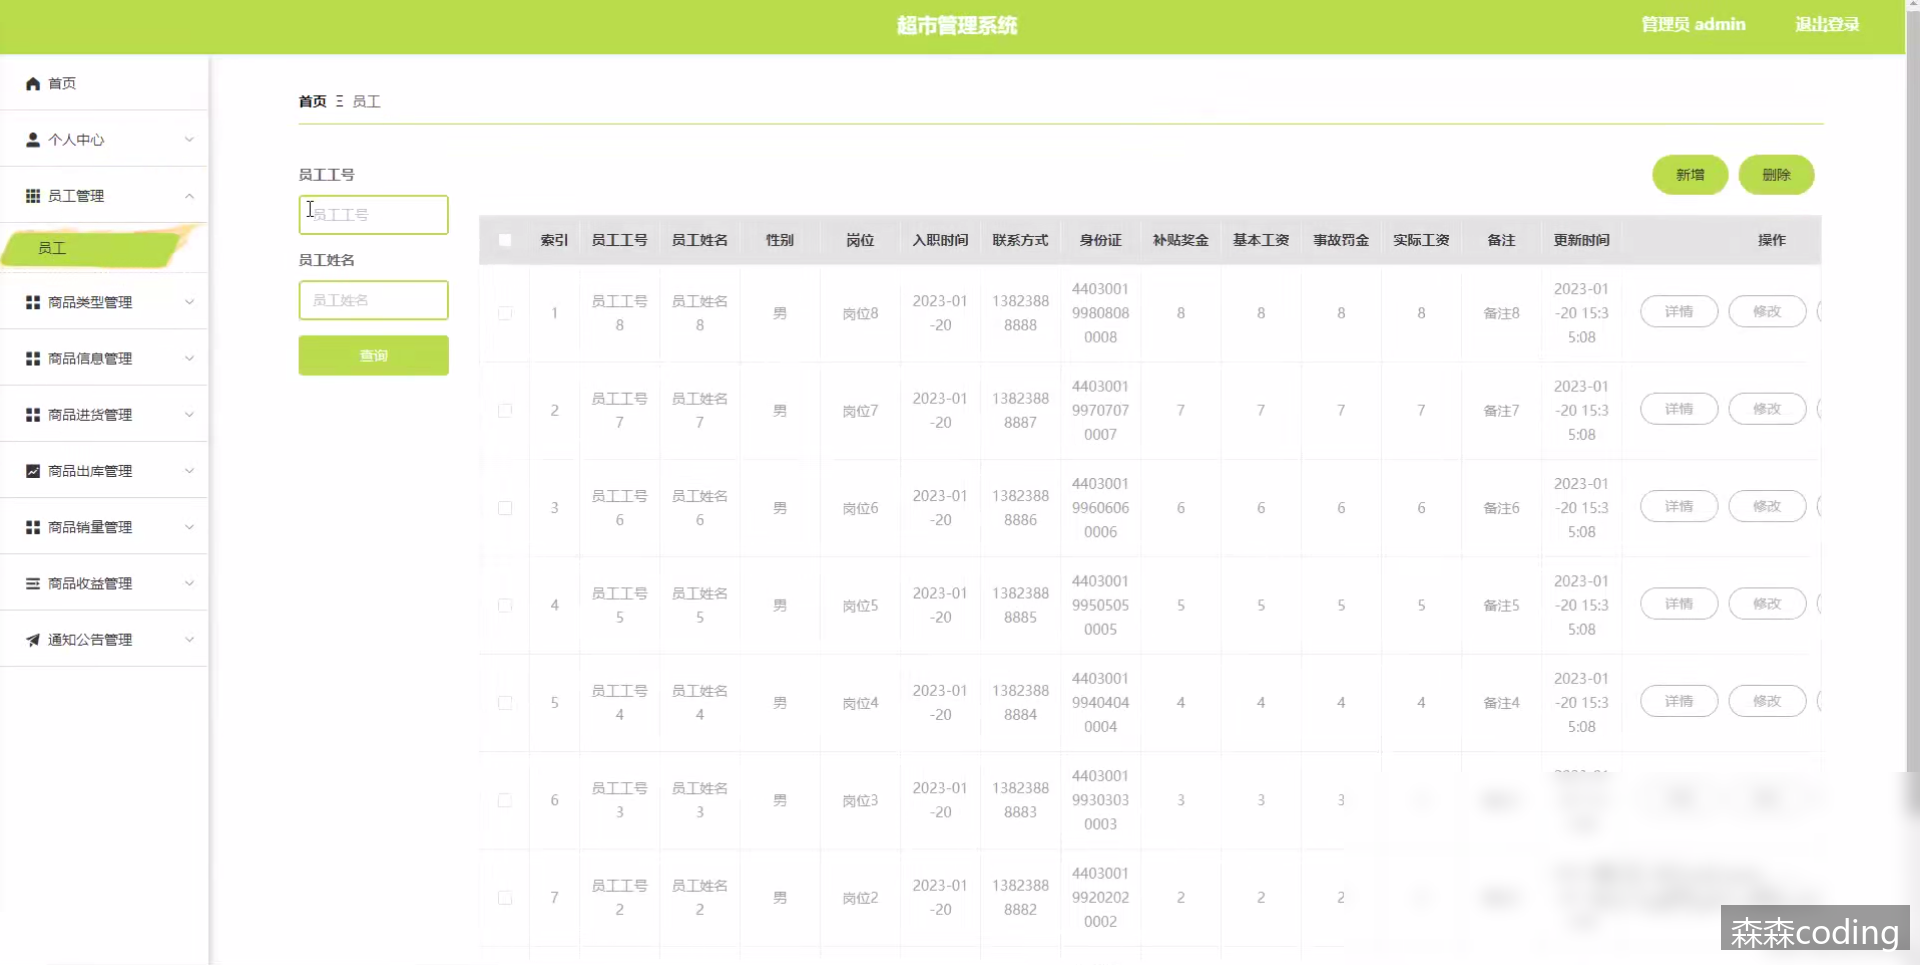 超市管理系统
管理员 admin
退出登录
首页
个人中心
员工管理
员工
商品类型管理
商品信息管理
商品进货管理
商品出库管理
商品销量管理
商品收益管理
通知公告管理
首页 Ξ 员工
员工工号
员工工号
员工姓名
员工姓名
查询
新增 删除
索引 员工工号 员工姓名 性别 岗位 入职时间 联系方式 身份证 补贴奖金 基本工资 事故罚金 实际工资 备注 更新时间 操作
1 员工工号8 员工姓名8 男 岗位8 2023-01-20 13823888888 440300199808080008 8 8 8 8 备注8 2023-01-20 15:35:08 详情 修改
2 员工工号7 员工姓名7 男 岗位7 2023-01-20 13823888887 440300199707070007 7 7 7 7 备注7 2023-01-20 15:35:08 详情 修改
3 员工工号6 员工姓名6 男 岗位6 2023-01-20 13823888886 440300199606060006 6 6 6 6 备注6 2023-01-20 15:35:08 详情 修改
4 员工工号5 员工姓名5 男 岗位5 2023-01-20 13823888885 440300199505050005 5 5 5 5 备注5 2023-01-20 15:35:08 详情 修改
5 员工工号4 员工姓名4 男 岗位4 2023-01-20 13823888884 440300199404040004 4 4 4 4 备注4 2023-01-20 15:35:08 详情 修改
6 员工工号3 员工姓名3 男 岗位3 2023-01-20 13823888883 440300199303030003 3 3 3
7 员工工号2 员工姓名2 男 岗位2 2023-01-20 13823888882 440300199202020002 2 2 2
森森coding